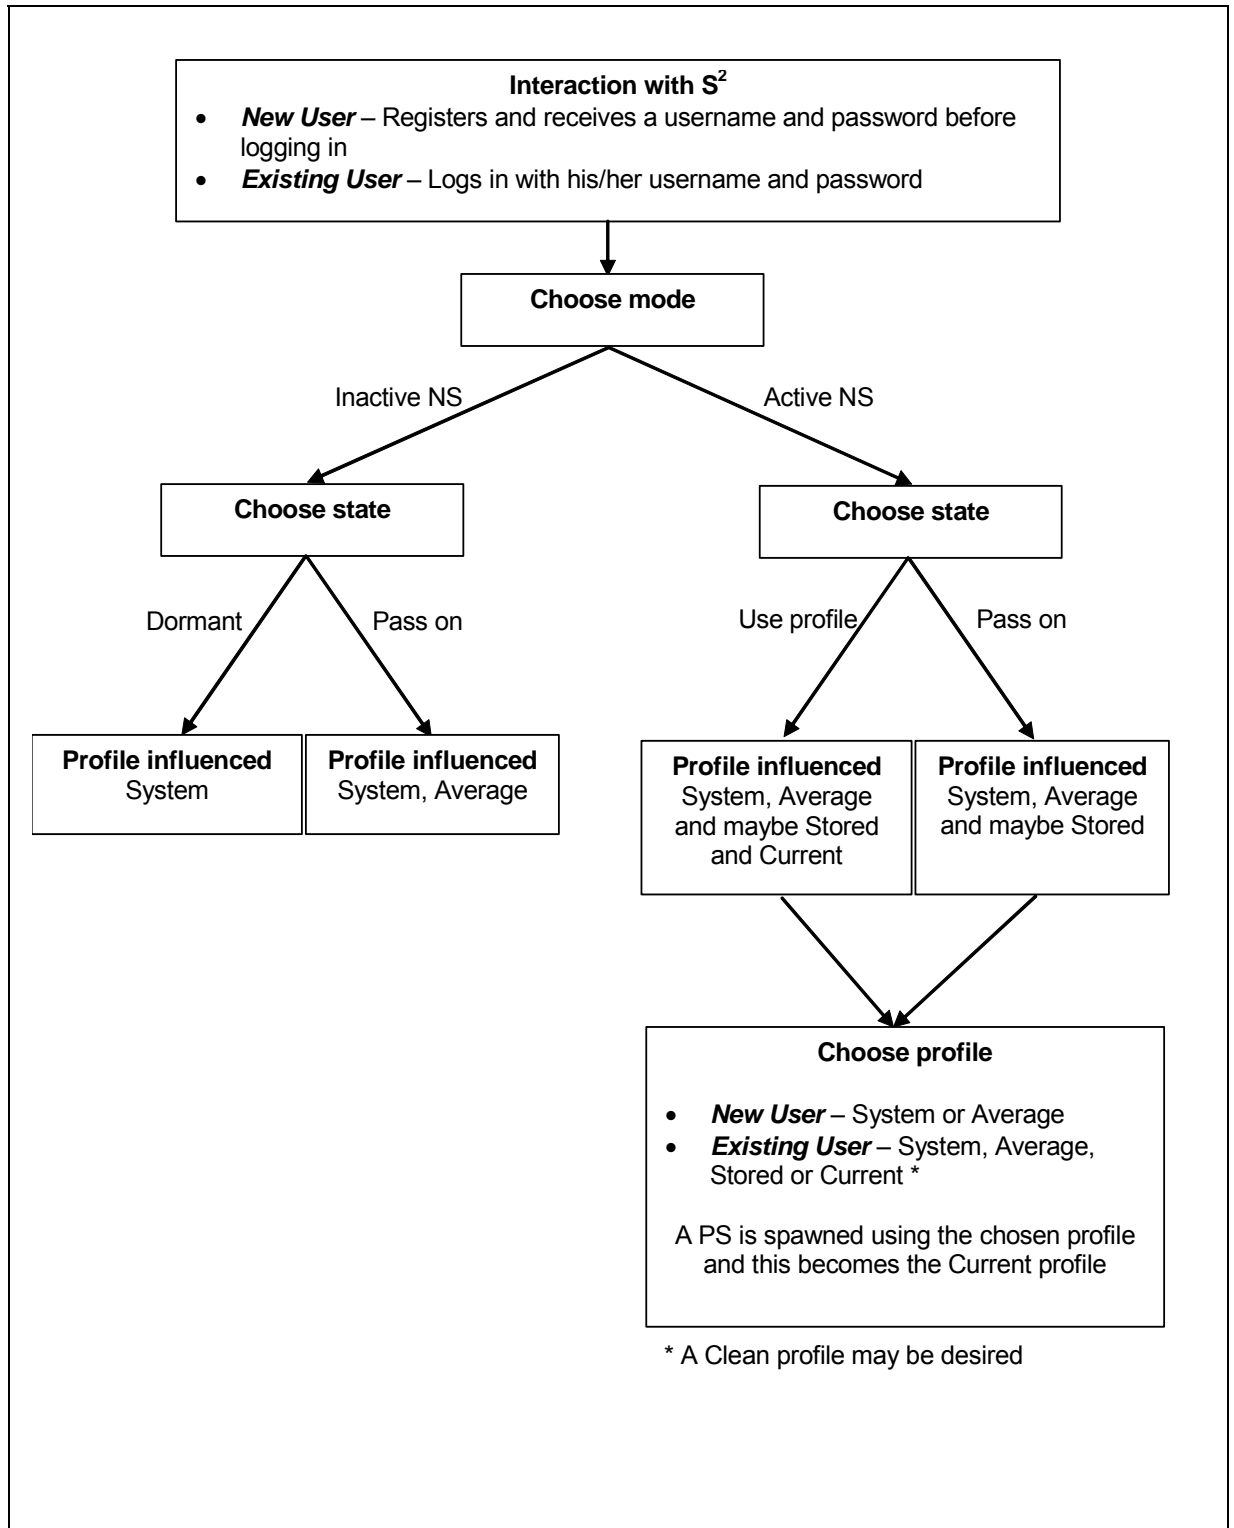 Interaction with S²
• New User – Registers and receives a username and password before
logging in
• Existing User – Logs in with his/her username and password
Choose mode
Inactive NS
Active NS
Choose state
Choose state
Dormant
Pass on
Use profile
Pass on
Profile influenced
System
Profile influenced
System, Average
Profile influenced
System, Average
and maybe Stored
and Current
Profile influenced
System, Average
and maybe Stored
Choose profile
• New User – System or Average
• Existing User – System, Average,
Stored or Current *
A PS is spawned using the chosen profile
and this becomes the Current profile
* A Clean profile may be desired